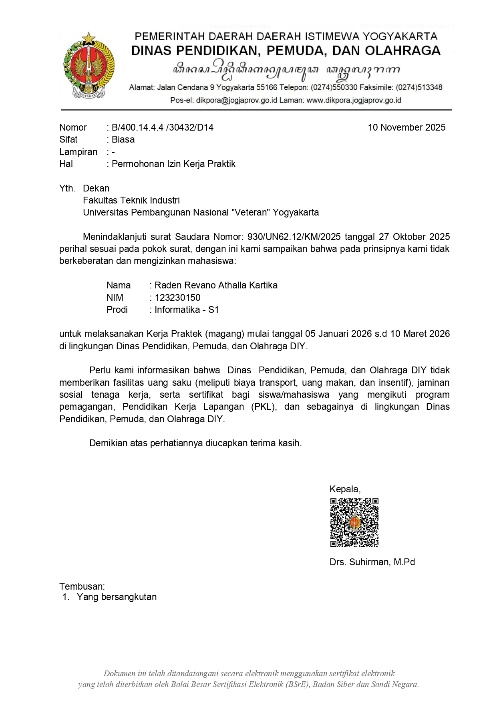 PEMERINTAH DAERAH DAERAH ISTIMEWA YOGYAKARTA
DINAS PENDIDIKAN, PEMUDA, DAN OLAHRAGA
Alamat: Jalan Cendana 9 Yogyakarta 55166 Telepon: (0274)550330 Faksimile: (0274)513348
Pos-el: dikpora@jogjaprov.go.id Laman: www.dikpora.jogjaprov.go.id
Nomor : B/400.14.4.4 /30432/D14 10 November 2025
Sifat : Biasa
Lampiran : -
Hal : Permohonan Izin Kerja Praktik
Yth. Dekan
Fakultas Teknik Industri
Universitas Pembangunan Nasional "Veteran" Yogyakarta
Menindaklanjuti surat Saudara Nomor: 930/UN62.12/KM/2025 tanggal 27 Oktober 2025
perihal sesuai pada pokok surat, dengan ini kami sampaikan bahwa pada prinsipnya kami tidak
berkeberatan dan mengizinkan mahasiswa:
Nama : Raden Revano Athalla Kartika
NIM : 123230150
Prodi : Informatika - S1
untuk melaksanakan Kerja Praktek (magang) mulai tanggal 05 Januari 2026 s.d 10 Maret 2026
di lingkungan Dinas Pendidikan, Pemuda, dan Olahraga DIY.
Perlu kami informasikan bahwa Dinas Pendidikan, Pemuda, dan Olahraga DIY tidak
memberikan fasilitas uang saku (meliputi biaya transport, uang makan, dan insentif), jaminan
sosial tenaga kerja, serta sertifikat bagi siswa/mahasiswa yang mengikuti program
pemagangan, Pendidikan Kerja Lapangan (PKL), dan sebagainya di lingkungan Dinas
Pendidikan, Pemuda, dan Olahraga DIY.
Demikian atas perhatiannya diucapkan terima kasih.
Kepala,
Drs. Suhirman, M.Pd
Tembusan:
1. Yang bersangkutan
Dokumen ini telah ditandatangani secara elektronik menggunakan sertifikat elektronik
yang telah diterbitkan oleh Balai Besar Sertifikasi Elektronik (BSrE), Badan Siber dan Sandi Negara.